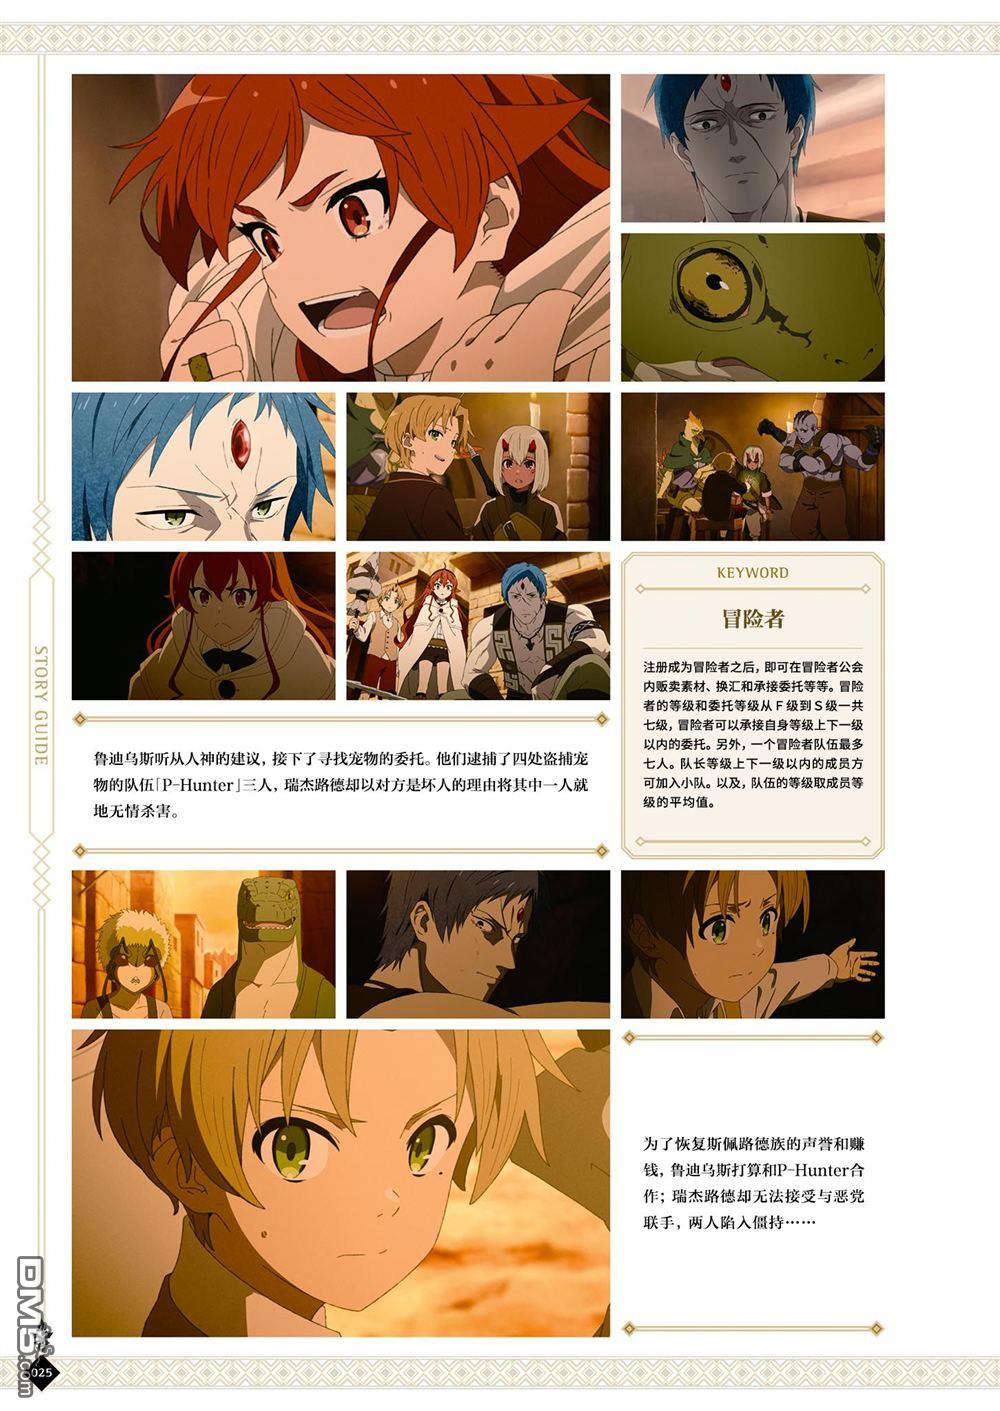 KEYWORD
冒险者
注册成为冒险者之后，即可在冒险者公会
内贩卖素材、换汇和承接委托等等。冒险
者的等级和委托等级从F级到S级一共
七级，冒险者可以承接自身等级上下一级
以内的委托。另外，一个冒险者队伍最多
七人。队长等级上下一级以内的成员方
可加入小队。以及，队伍的等级取成员等
级的平均值。
STORY GUIDE
鲁迪乌斯听从人神的建议，接下了寻找宠物的委托。他们逮捕了四处盗捕宠
物的队伍「P-Hunter」三人，瑞杰路德却以对方是坏人的理由将其中一人就
地无情杀害。
为了恢复斯佩路德族的声誉和赚
钱，鲁迪乌斯打算和P-Hunter合
作；瑞杰路德却无法接受与恶党
联手，两人陷入僵持……
025
DM5.com